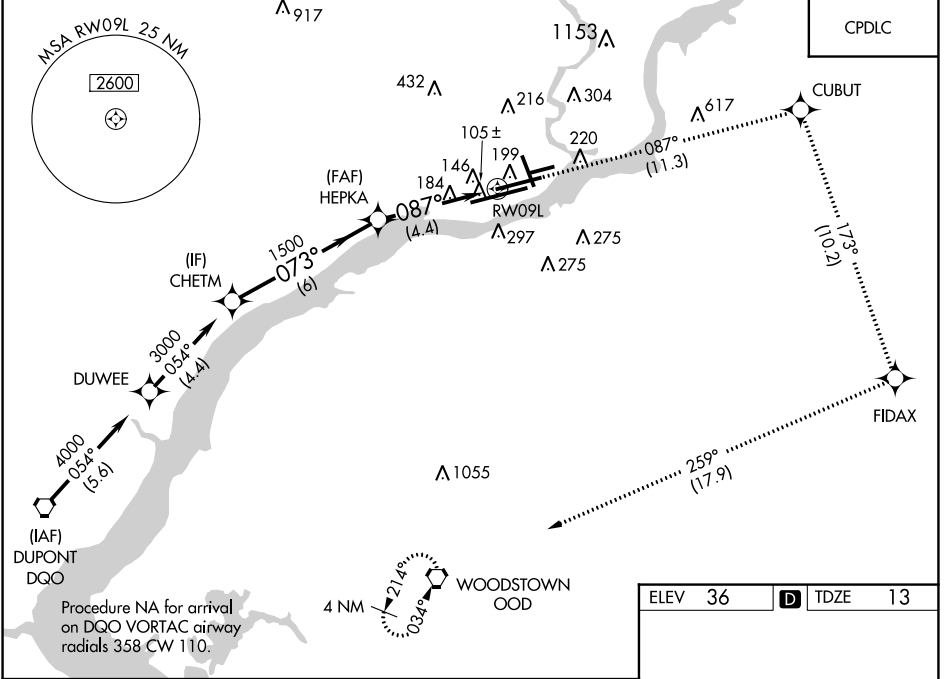 917
MSA RW09L 25 NM
2600
1153
CPDLC
432
216
304
617
CUBUT
105 ±
220
146
199
184
087°
(11.3)
(FAF)
HEPKA
087°
(4.4)
RW09L
297
275
275
173°
(10.2)
1500
073°
(6)
(IF)
CHETM
3000
054°
(4.4)
DUWEE
FIDAX
4000
054°
(5.6)
259°
(17.9)
1055
(IAF)
DUPONT
DQO
4 NM
214°
034°
WOODSTOWN
OOD
Procedure NA for arrival
on DQO VORTAC airway
radials 358 CW 110.
ELEV 36 D TDZE 13